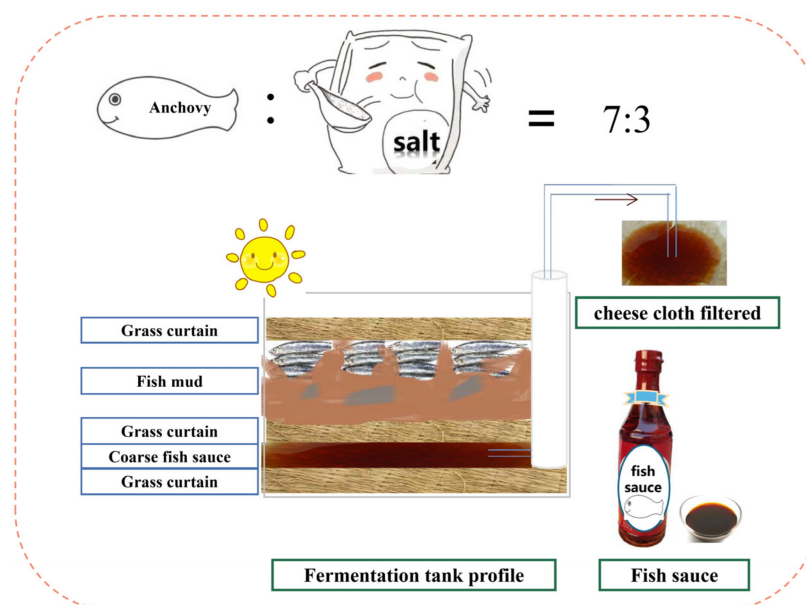 Anchovy
:
salt
=
7:3
Grass curtain
Fish mud
Grass curtain
Coarse fish sauce
Grass curtain
cheese cloth filtered
fish
sauce
Fermentation tank profile
Fish sauce